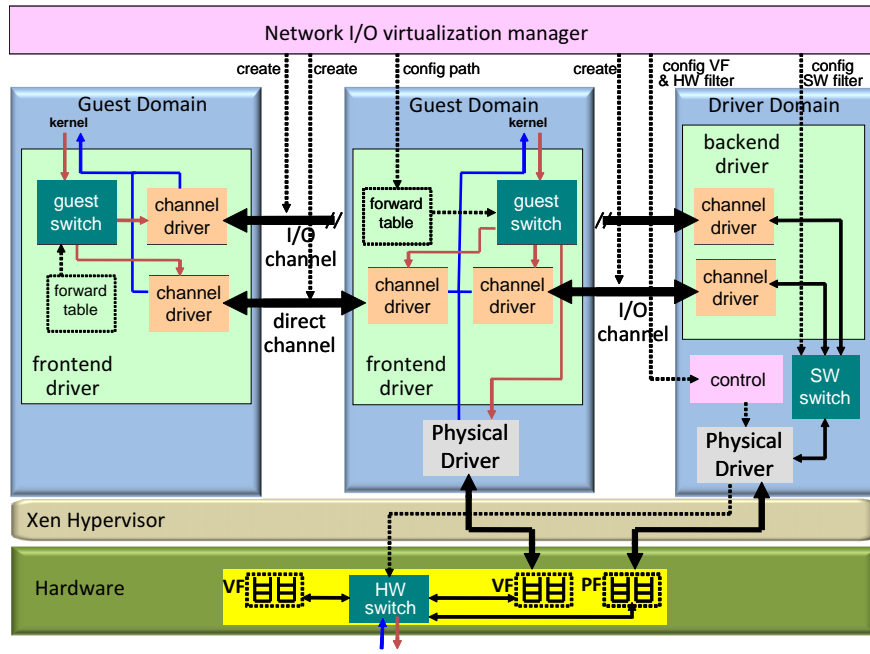 Network I/O virtualization manager
create
create
config path
create
config VF
& HW filter
config
SW filter
Guest Domain
kernel
guest
switch
channel
driver
forward
table
channel
driver
frontend
driver
I/O
channel
direct
channel
Guest Domain
kernel
forward
table
guest
switch
channel
driver
channel
driver
frontend
driver
Physical
Driver
I/O
channel
Driver Domain
backend
driver
channel
driver
channel
driver
control
SW
switch
Physical
Driver
Xen Hypervisor
Hardware
VF
HW
switch
VF
PF